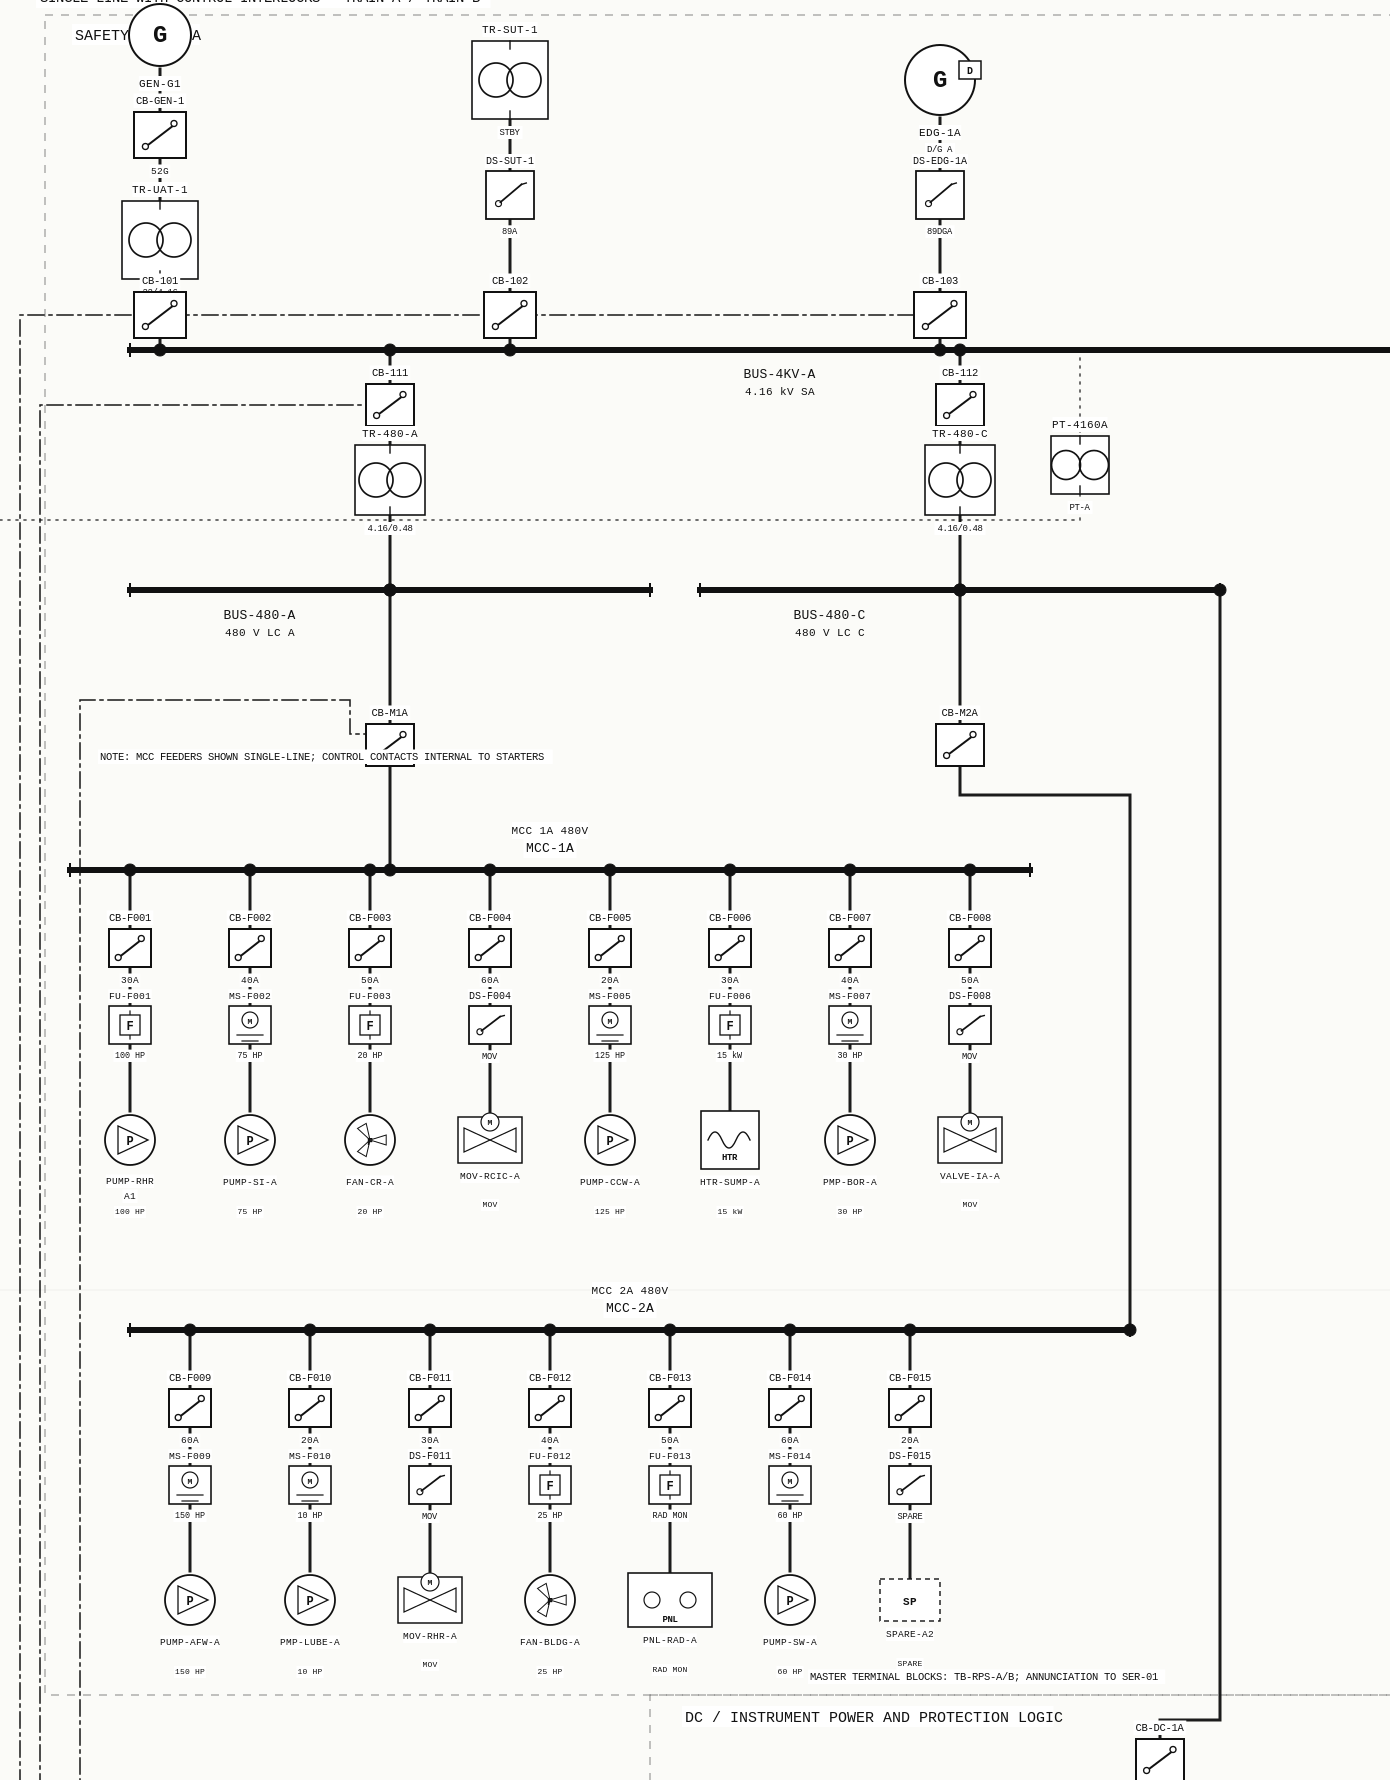 SAFETY
A
G
GEN-G1
CB-GEN-1
52G
TR-UAT-1
CB-101
TR-SUT-1
STBY
DS-SUT-1
89A
CB-102
G
D
EDG-1A
D/G A
DS-EDG-1A
89DGA
CB-103
BUS-4KV-A
4.16 kV SA
CB-111
TR-480-A
4.16/0.48
CB-112
TR-480-C
4.16/0.48
PT-4160A
PT-A
BUS-480-A
480 V LC A
BUS-480-C
480 V LC C
CB-M1A
CB-M2A
NOTE: MCC FEEDERS SHOWN SINGLE-LINE; CONTROL CONTACTS INTERNAL TO STARTERS
MCC 1A 480V
MCC-1A
CB-F001 CB-F002 CB-F003 CB-F004 CB-F005 CB-F006 CB-F007 CB-F008
30A 40A 50A 60A 20A 30A 40A 50A
FU-F001 MS-F002 FU-F003 DS-F004 MS-F005 FU-F006 MS-F007 DS-F008
F M F M F M
100 HP 75 HP 20 HP MOV 125 HP 15 kW 30 HP MOV
M M
P P P P
HTR
PUMP-RHR PUMP-SI-A FAN-CR-A MOV-RCIC-A PUMP-CCW-A HTR-SUMP-A PMP-BOR-A VALVE-IA-A
A1
100 HP 75 HP 20 HP MOV 125 HP 15 kW 30 HP MOV
MCC 2A 480V
MCC-2A
CB-F009 CB-F010 CB-F011 CB-F012 CB-F013 CB-F014 CB-F015
60A 20A 30A 40A 50A 60A 20A
MS-F009 MS-F010 DS-F011 FU-F012 FU-F013 MS-F014 DS-F015
M M F F M
150 HP 10 HP MOV 25 HP RAD MON 60 HP SPARE
M
P P P SP
PNL
PUMP-AFW-A PMP-LUBE-A MOV-RHR-A FAN-BLDG-A PNL-RAD-A PUMP-SW-A SPARE-A2
150 HP 10 HP MOV 25 HP RAD MON 60 HP SPARE
MASTER TERMINAL BLOCKS: TB-RPS-A/B; ANNUNCIATION TO SER-01
DC / INSTRUMENT POWER AND PROTECTION LOGIC
CB-DC-1A